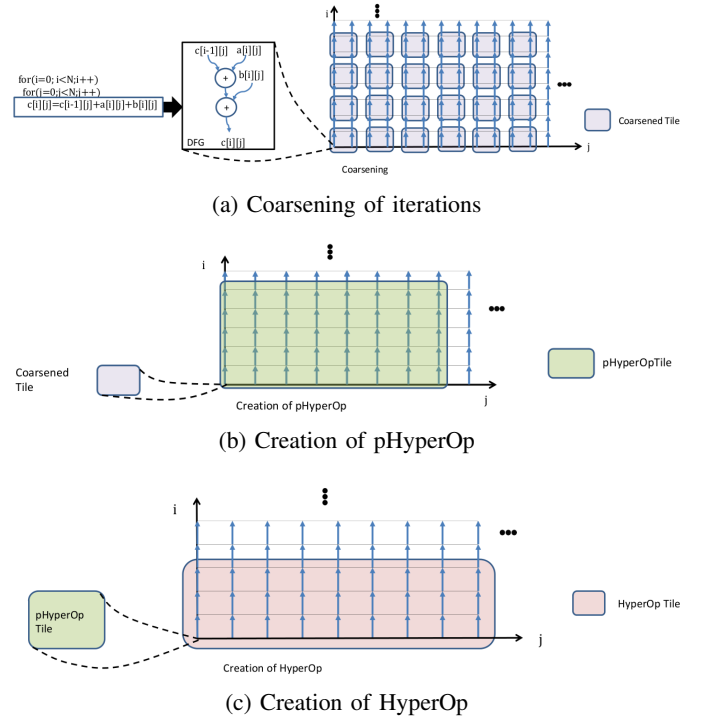 i
c[i-1][j] a[i][j]
b[i][j]
+
+
for(i=0; i<N;i++)
for(j=0;j<N;j++)
c[i][j]=c[i-1][j]+a[i][j]+b[i][j]
DFG c[i][j]
j
Coarsened Tile
Coarsening
(a) Coarsening of iterations
i
pHyperOpTile
Coarsened
Tile
Creation of pHyperOp
j
(b) Creation of pHyperOp
i
pHyperOp
Tile
HyperOp Tile
j
Creation of HyperOp
(c) Creation of HyperOp